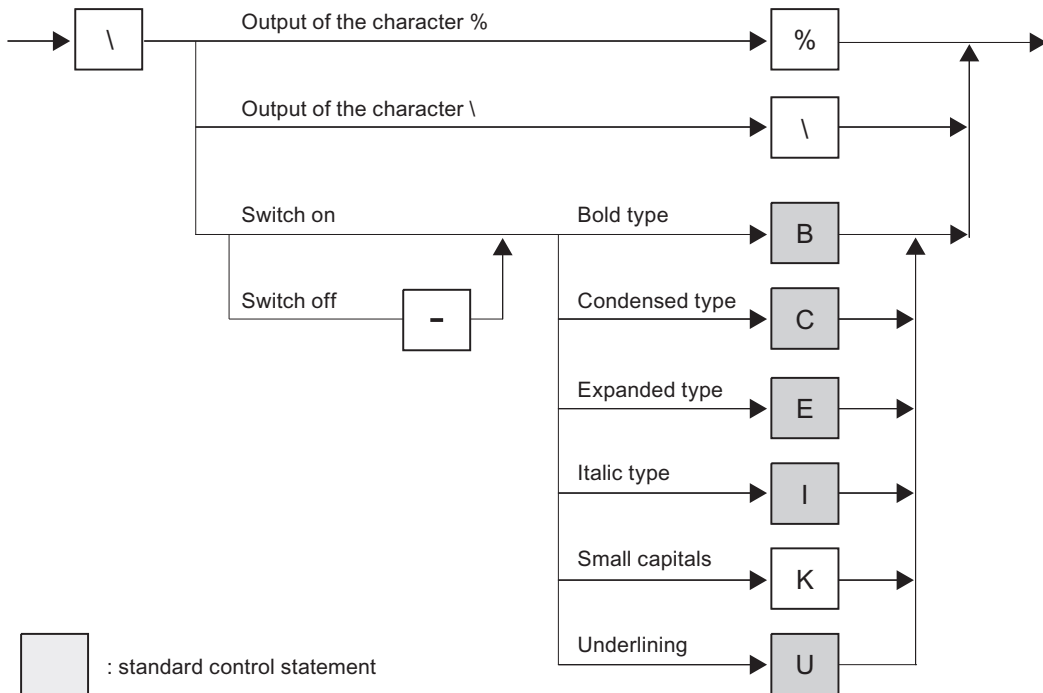 \ Output of the character % %
Output of the character \ \
Switch on Bold type B
Switch off - Condensed type C
Expanded type E
Italic type I
Small capitals K
Underlining U
: standard control statement